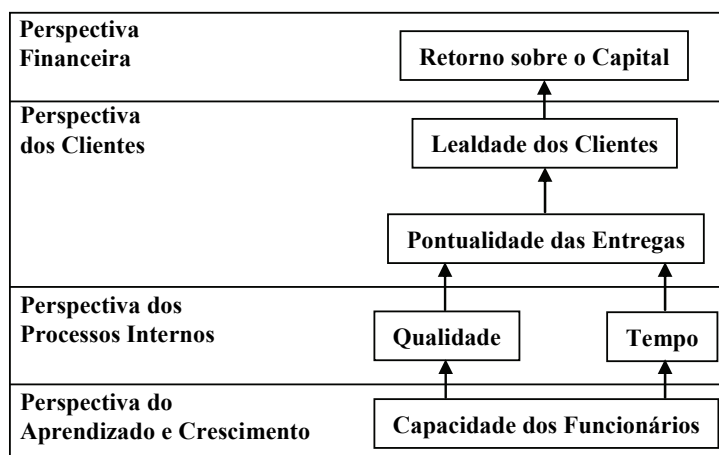 Perspectiva
Financeira
Retorno sobre o Capital
Perspectiva
dos Clientes
Lealdade dos Clientes
Pontualidade das Entregas
Perspectiva dos
Processos Internos
Qualidade
Tempo
Perspectiva do
Aprendizado e Crescimento
Capacidade dos Funcionários